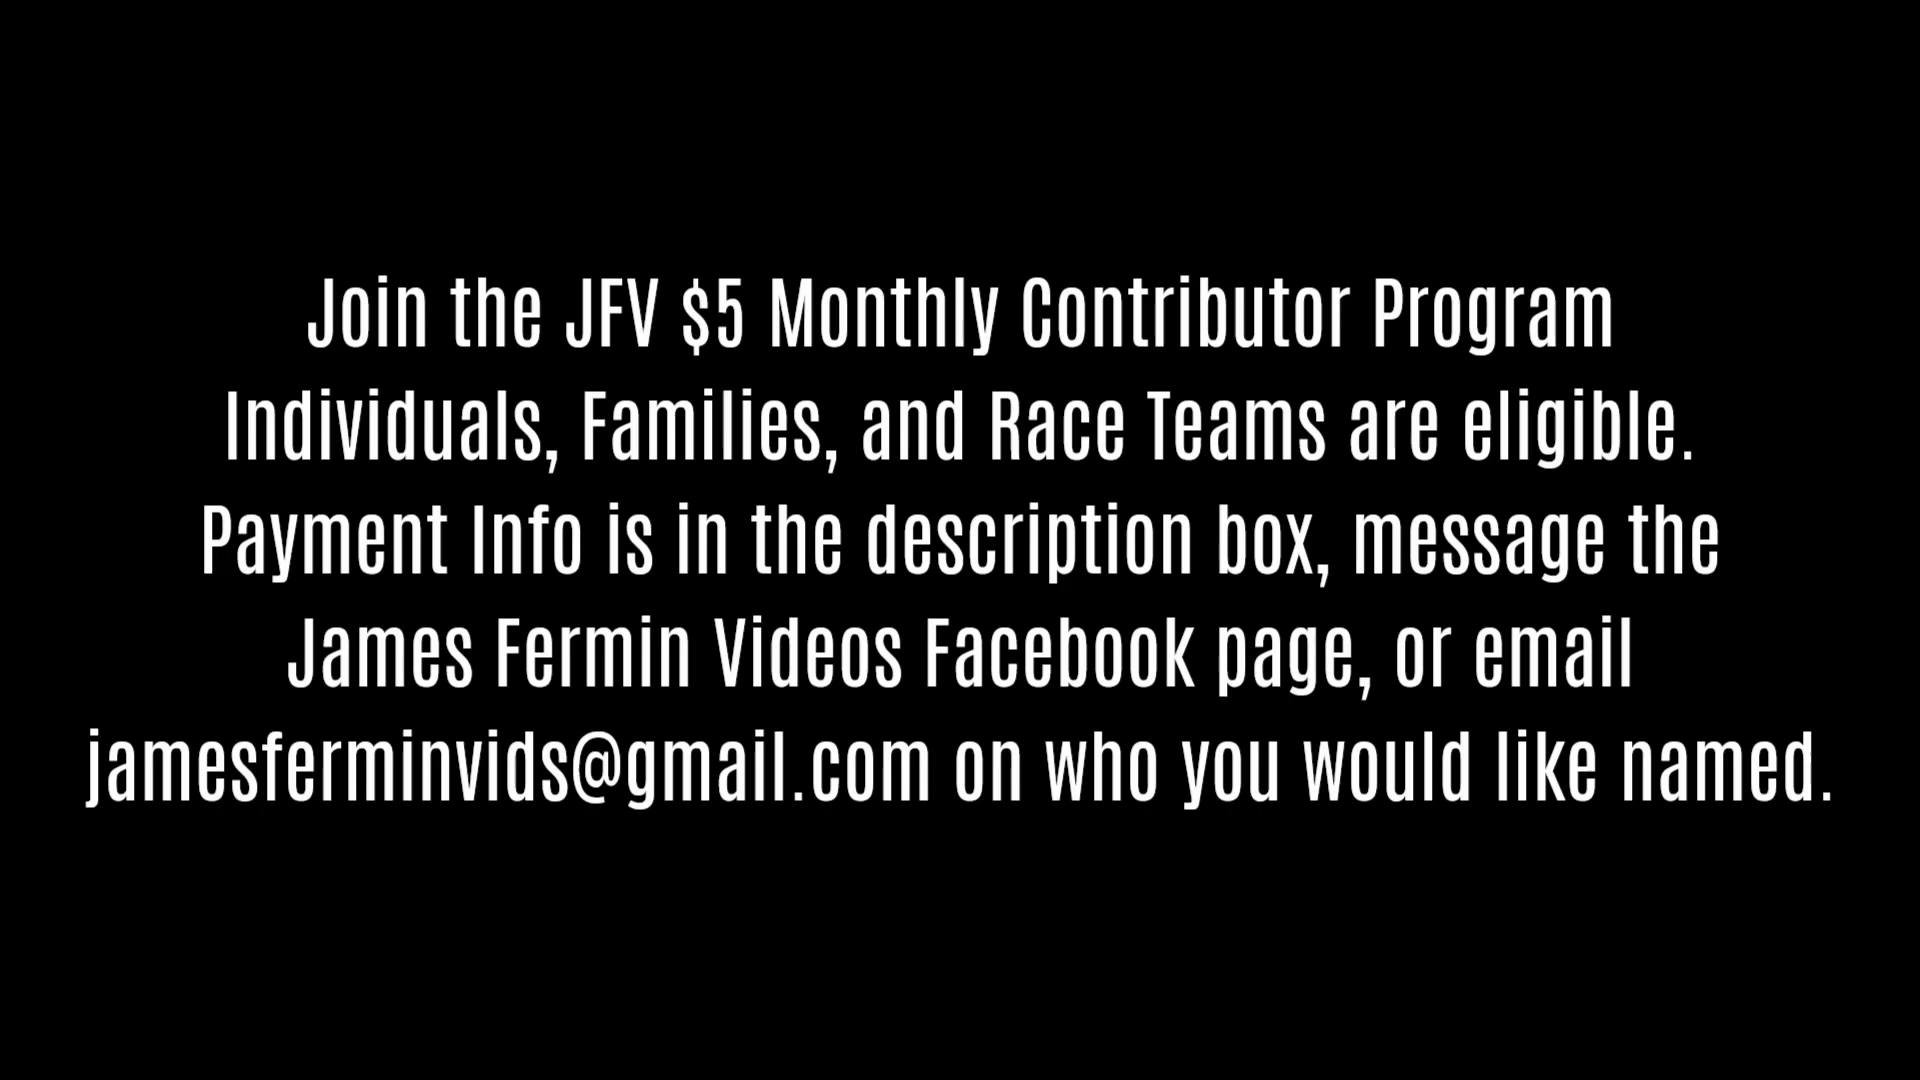 Join the JFV $5 Monthly Contributor Program
Individuals, Families, and Race Teams are eligible.
Payment Info is in the description box, message the
James Fermin Videos Facebook page, or email
jamesferminvids@gmail.com on who you would like named.